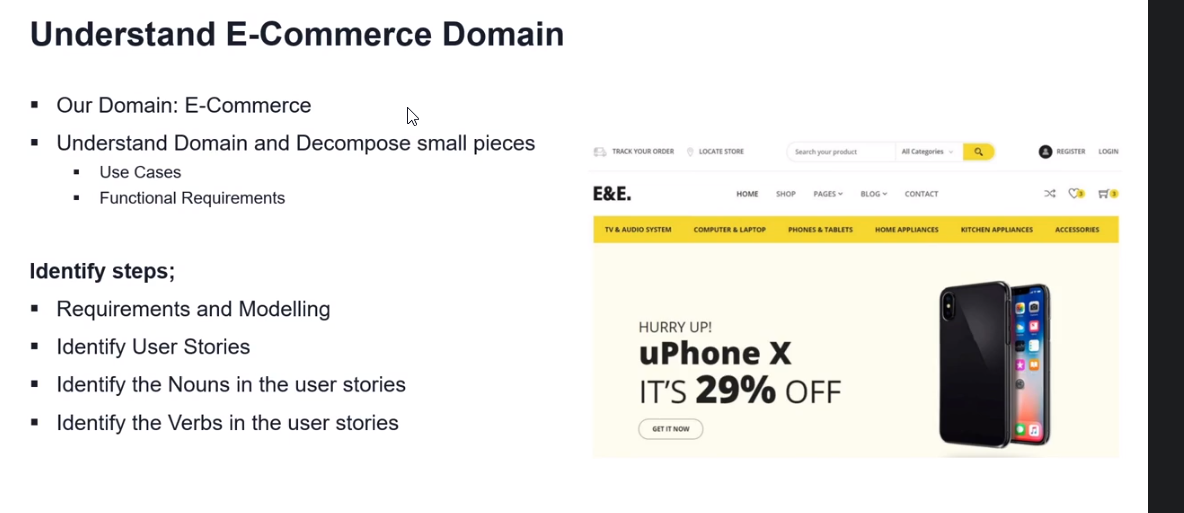 Understand E-Commerce Domain
▪ Our Domain: E-Commerce
▪ Understand Domain and Decompose small pieces
▪ Use Cases
▪ Functional Requirements
Identify steps;
▪ Requirements and Modelling
▪ Identify User Stories
▪ Identify the Nouns in the user stories
▪ Identify the Verbs in the user stories
TRACK YOUR ORDER LOCATE STORE Search your product All Categories REGISTER LOGIN
E&E. HOME SHOP PAGES BLOG CONTACT
TV & AUDIO SYSTEM COMPUTER & LAPTOP PHONES & TABLETS HOME APPLIANCES KITCHEN APPLIANCES ACCESSORIES
HURRY UP!
uPhone X
IT'S 29% OFF
GET IT NOW